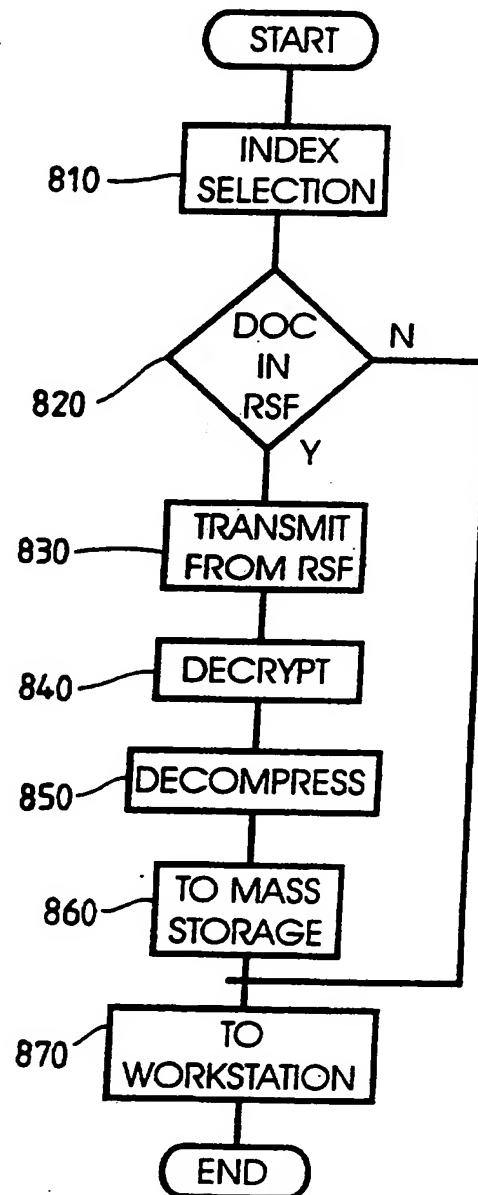 START
810
INDEX
SELECTION
820
DOC
IN
RSF
N
Y
830
TRANSMIT
FROM RSF
840
DECRYPT
850
DECOMPRESS
860
TO MASS
STORAGE
870
TO
WORKSTATION
END